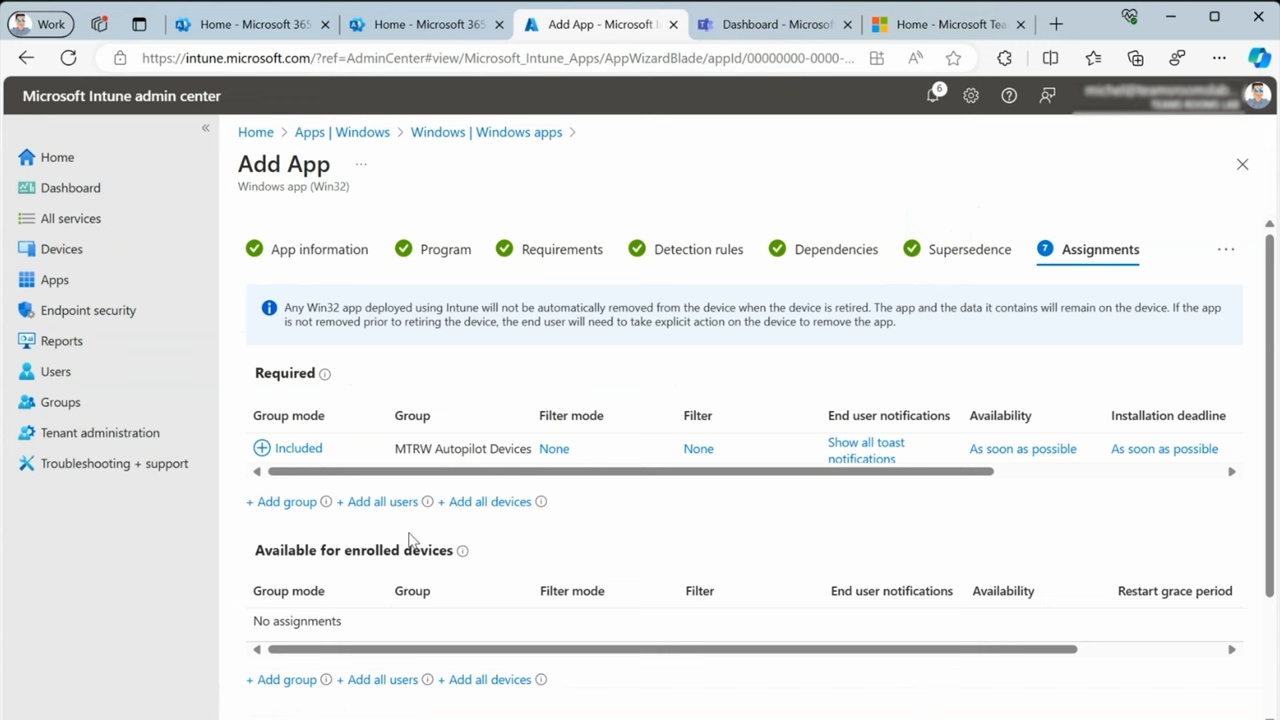 Work
Home - Microsoft 365
Home - Microsoft 365
Add App - Microsoft I
Dashboard - Microsof
Home - Microsoft Tea
https://intune.microsoft.com/?ref=AdminCenter#view/Microsoft_Intune_Apps/AppWizardBlade/appId/00000000-0000-...
Microsoft Intune admin center
6
TEAMS ROOMS LAB
Home > Apps | Windows > Windows | Windows apps >
Add App ...
Windows app (Win32)
Home
Dashboard
All services
Devices
Apps
Endpoint security
Reports
Users
Groups
Tenant administration
Troubleshooting + support
App information
Program
Requirements
Detection rules
Dependencies
Supersedence
7 Assignments
Any Win32 app deployed using Intune will not be automatically removed from the device when the device is retired. The app and the data it contains will remain on the device. If the app
is not removed prior to retiring the device, the end user will need to take explicit action on the device to remove the app.
Required
Group mode Group Filter mode Filter End user notifications Availability Installation deadline
Included MTRW Autopilot Devices None None Show all toast notifications As soon as possible As soon as possible
+ Add group + Add all users + Add all devices
Available for enrolled devices
Group mode Group Filter mode Filter End user notifications Availability Restart grace period
No assignments
+ Add group + Add all users + Add all devices